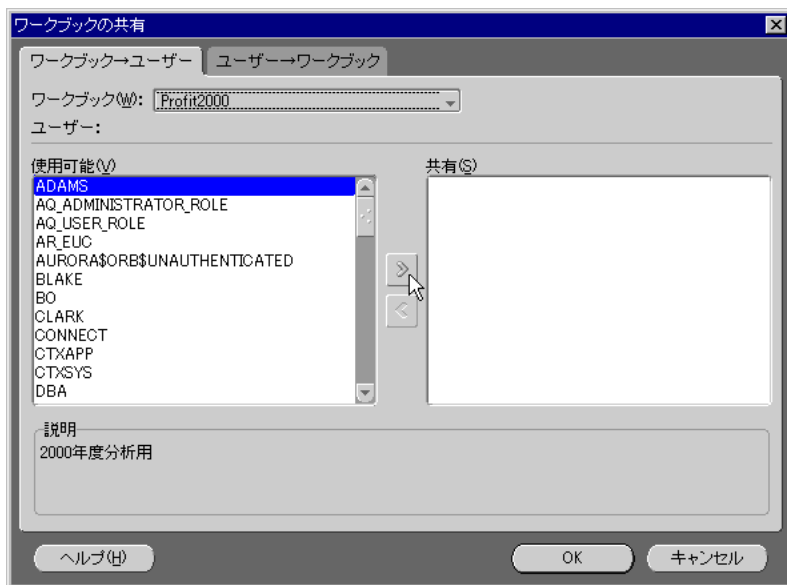 ワークブックの共有
ワークブック→ユーザー
ユーザー→ワークブック
ワークブック(W): Profit2000
ユーザー:
使用可能(V)
ADAMS
AQ_ADMINISTRATOR_ROLE
AQ_USER_ROLE
AR_EUC
AURORA$ORB$UNAUTHENTICATED
BLAKE
BO
CLARK
CONNECT
CTXAPP
CTXSYS
DBA
共有(S)
説明
2000年度分析用
ヘルプ(H)
OK
キャンセル